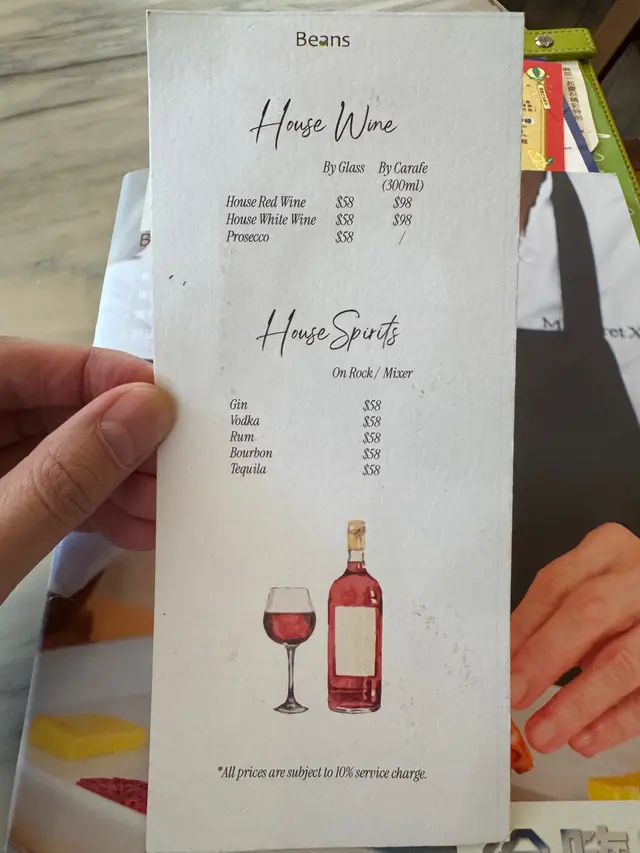 Beans
House Wine
By Glass By Carafe
(300ml)
House Red Wine $58 $98
House White Wine $58 $98
Prosecco $58 /
House Spirits
On Rock / Mixer
Gin $58
Vodka $58
Rum $58
Bourbon $58
Tequila $58
*All prices are subject to 10% service charge.